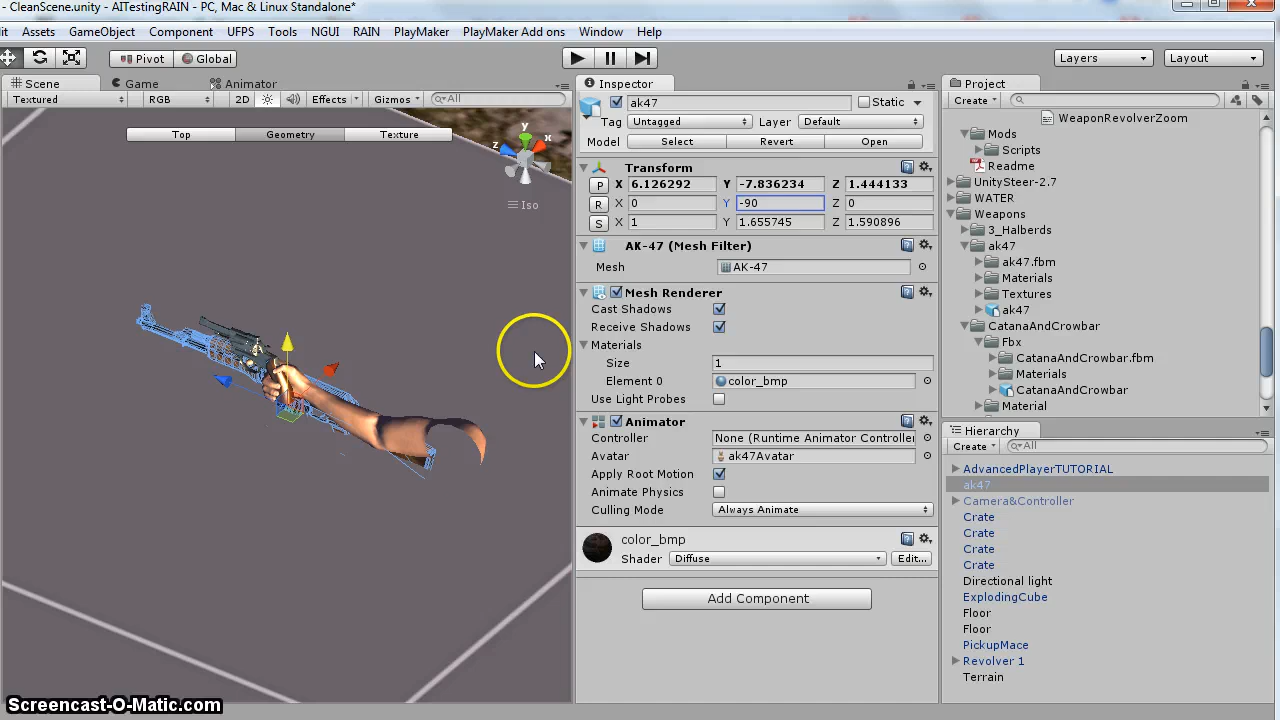 - CleanScene.unity - AITestingRAIN - PC, Mac & Linux Standalone*
it Assets GameObject Component UFPS Tools NGUI RAIN PlayMaker PlayMaker Add ons Window Help
Pivot Global Layers Layout
Scene Game Animator
Textured RGB 2D Effects Gizmos All
Top Geometry Texture
y
x
z
Iso
Inspector
ak47 Static
Tag Untagged Layer Default
Model Select Revert Open
Transform
P X 6.126292 Y -7.836234 Z 1.444133
R X 0 Y -90 Z 0
S X 1 Y 1.655745 Z 1.590896
AK-47 (Mesh Filter)
Mesh AK-47
Mesh Renderer
Cast Shadows
Receive Shadows
Materials
Size 1
Element 0 color_bmp
Use Light Probes
Animator
Controller None (Runtime Animator Controller
Avatar ak47Avatar
Apply Root Motion
Animate Physics
Culling Mode Always Animate
color_bmp
Shader Diffuse Edit...
Add Component
Project
Create
WeaponRevolverZoom
Mods
Scripts
Readme
UnitySteer-2.7
WATER
Weapons
3_Halberds
ak47
ak47.fbm
Materials
Textures
ak47
CatanaAndCrowbar
Fbx
CatanaAndCrowbar.fbm
Materials
CatanaAndCrowbar
Material
Hierarchy
Create All
AdvancedPlayerTUTORIAL
ak47
Camera&Controller
Crate
Crate
Crate
Crate
Directional light
ExplodingCube
Floor
Floor
PickupMace
Revolver 1
Terrain
Screencast-O-Matic.com